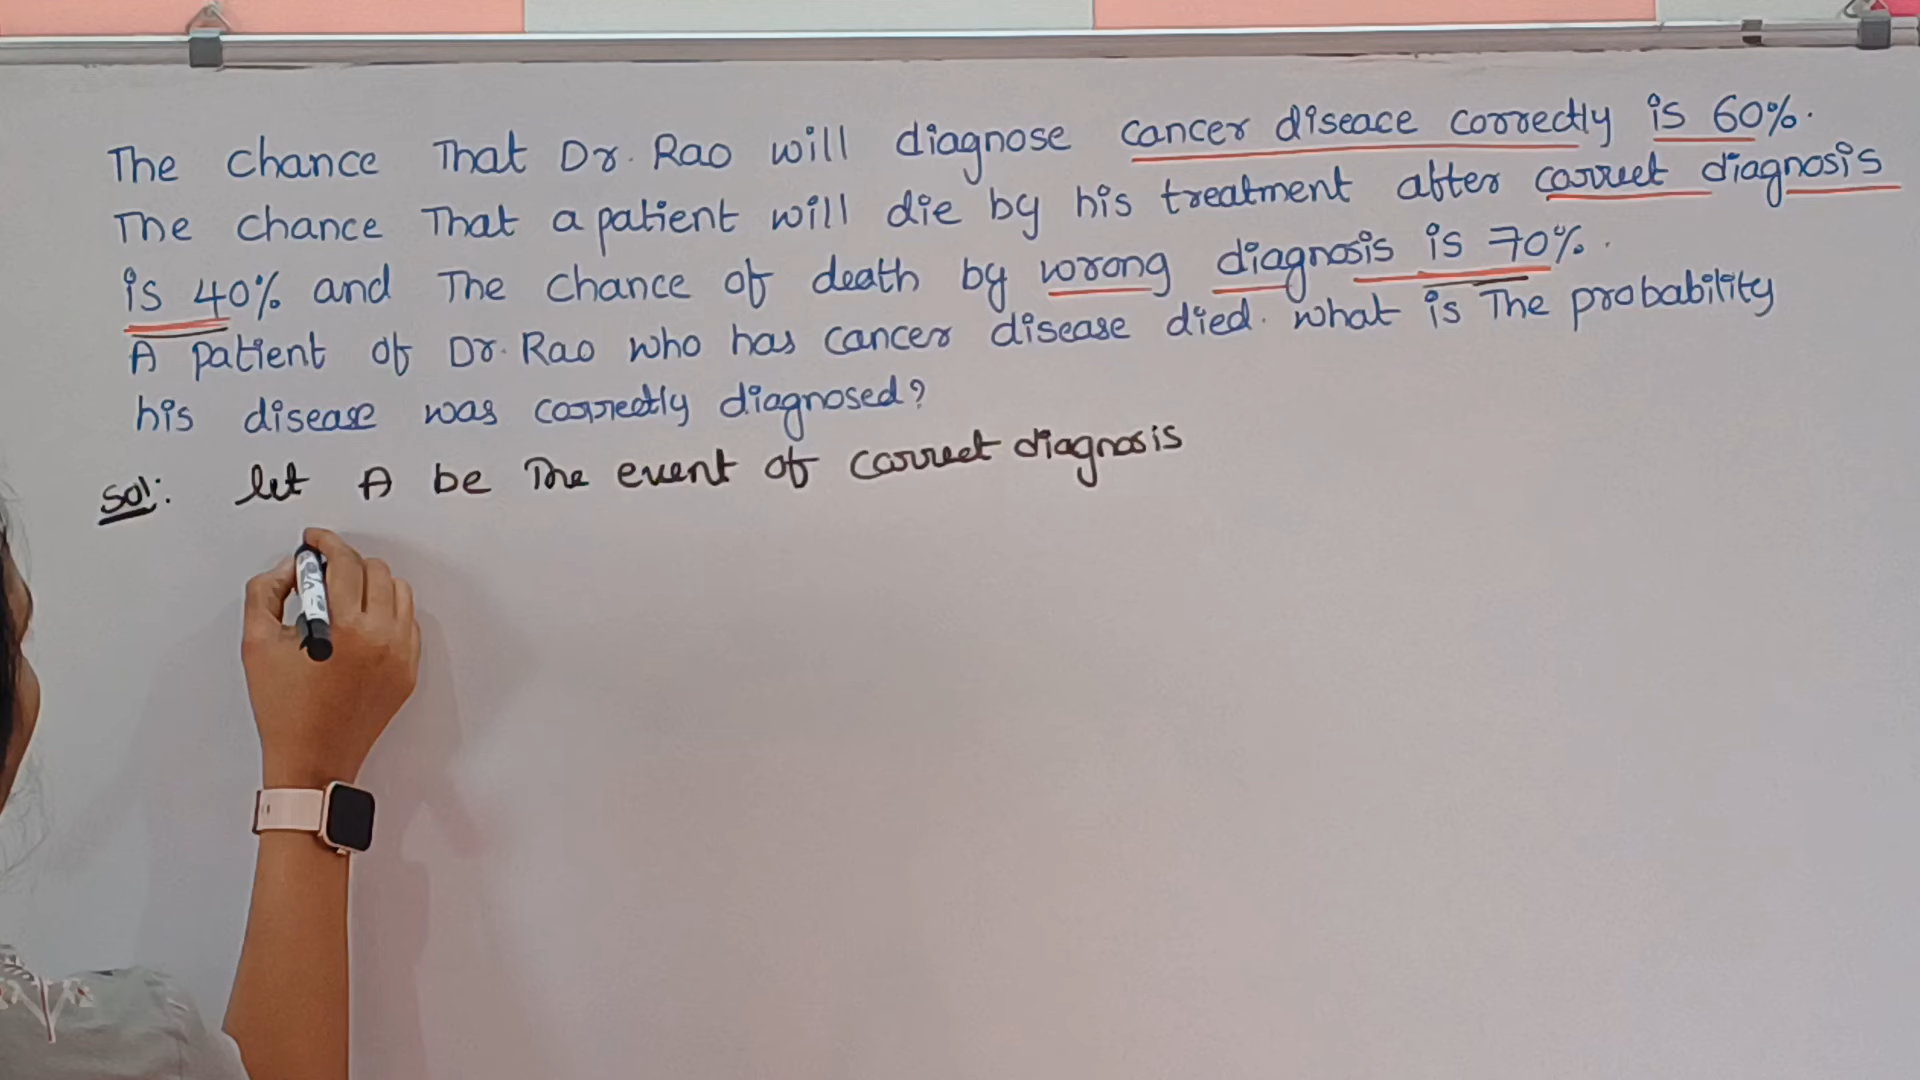 The chance That Dr. Rao will diagnose cancer diseace correctly is 60%.
The chance That a patient will die by his treatment after correct diagnosis
is 40% and The chance of death by wrong diagnosis is 70%.
A patient of Dr. Rao who has cancer disease died. what is The probability
his disease was correctly diagnosed?
Sol: let A be The event of correct diagnosis